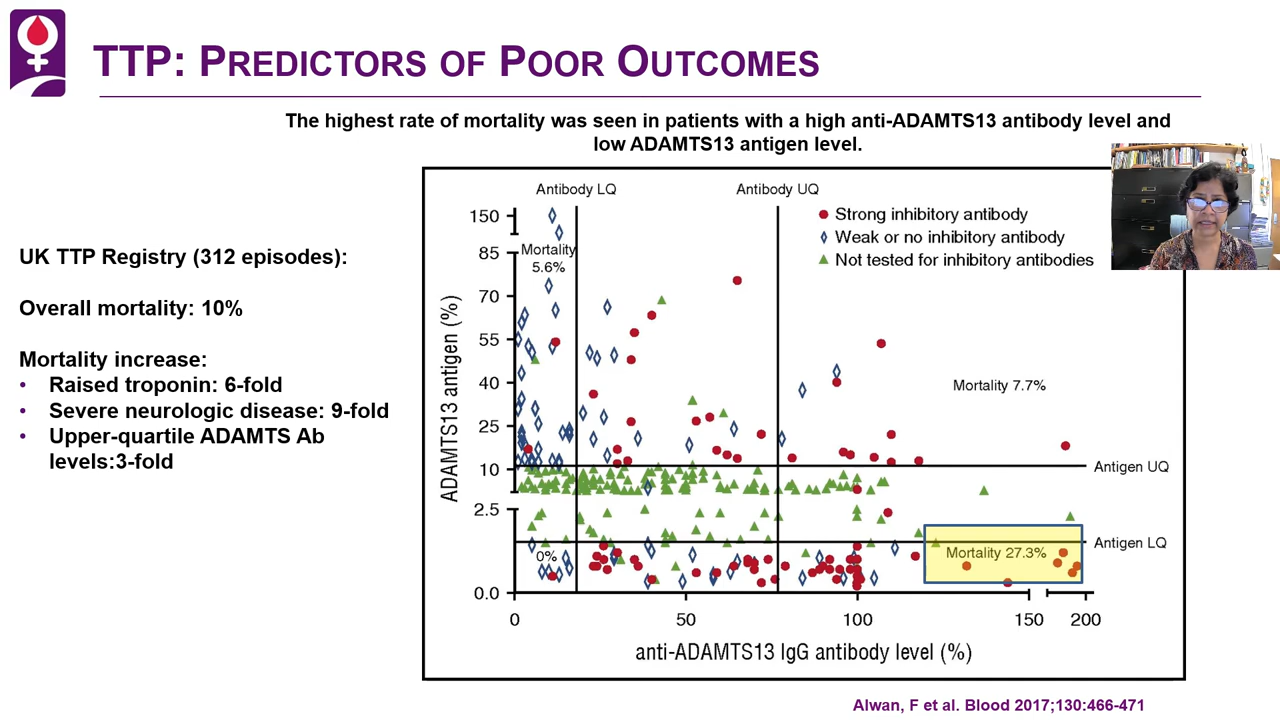 TTP: PREDICTORS OF POOR OUTCOMES
The highest rate of mortality was seen in patients with a high anti-ADAMTS13 antibody level and
low ADAMTS13 antigen level.
UK TTP Registry (312 episodes):
Overall mortality: 10%
Mortality increase:
• Raised troponin: 6-fold
• Severe neurologic disease: 9-fold
• Upper-quartile ADAMTS Ab
levels:3-fold
Antibody LQ
Antibody UQ
Strong inhibitory antibody
Weak or no inhibitory antibody
Not tested for inhibitory antibodies
ADAMTS13 antigen (%)
150
85
70
55
40
25
10
2.5
0.0
Mortality
5.6%
Mortality 7.7%
Antigen UQ
Antigen LQ
0%
Mortality 27.3%
0
50
100
150
200
anti-ADAMTS13 IgG antibody level (%)
Alwan, F et al. Blood 2017;130:466-471